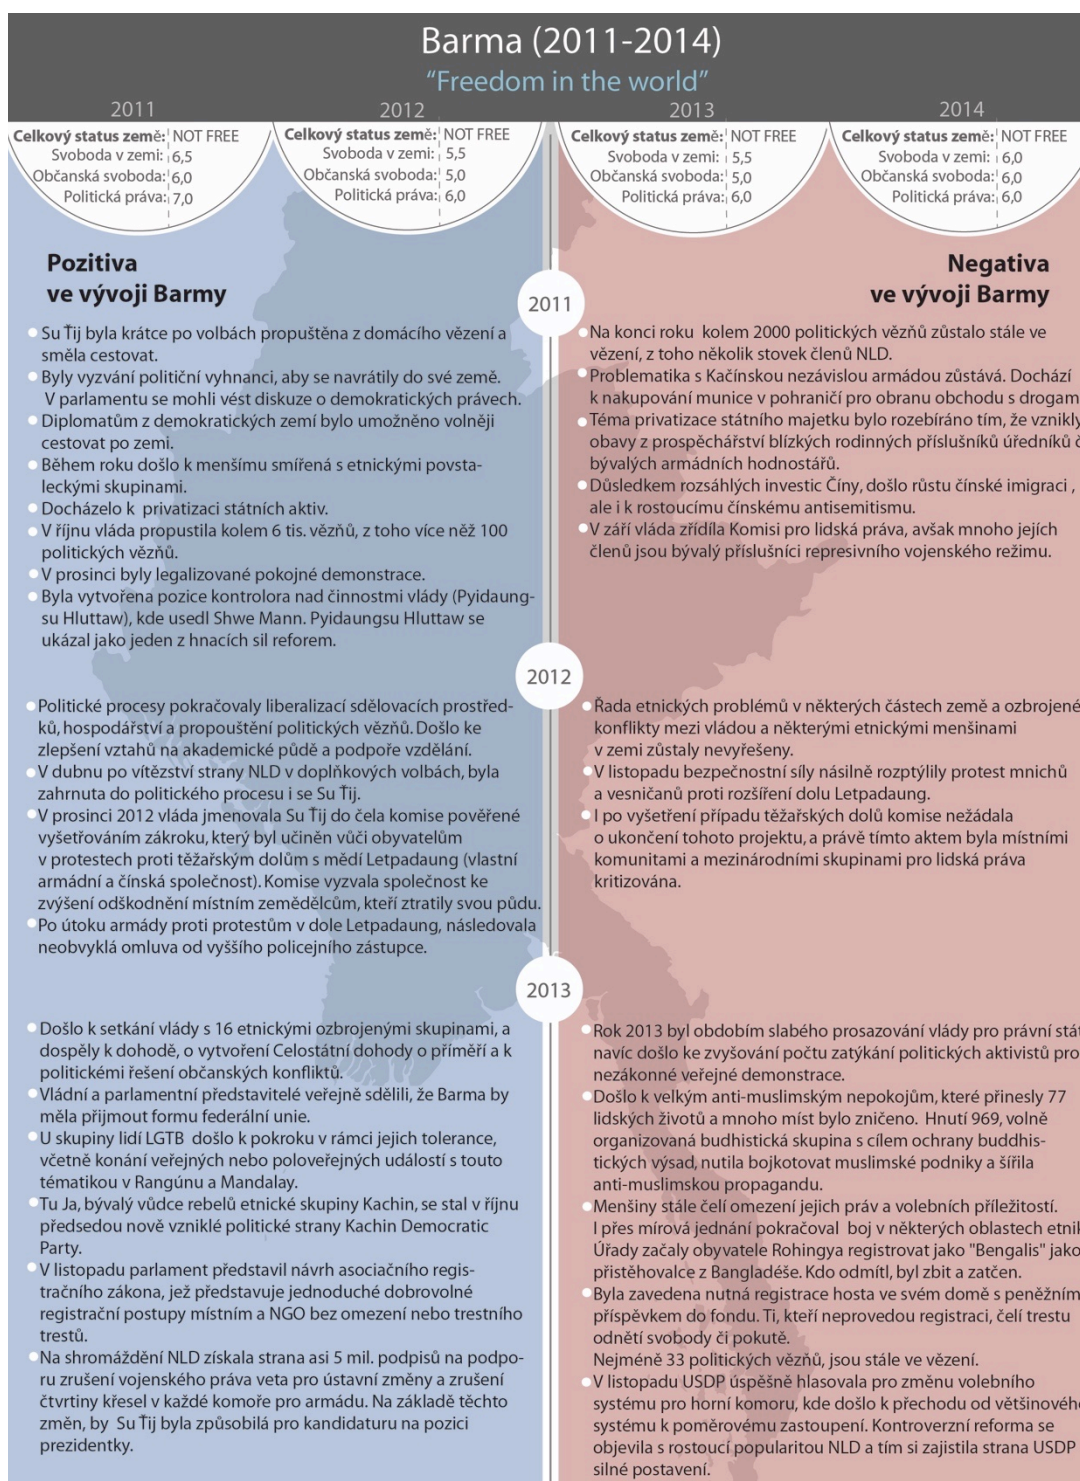 Barma (2011-2014)
“Freedom in the world”
2011
2012
2013
2014
Celkový status země: NOT FREE
Svoboda v zemi: 6,5
Občanská svoboda: 6,0
Politická práva: 7,0
Celkový status země: NOT FREE
Svoboda v zemi: 5,5
Občanská svoboda: 5,0
Politická práva: 6,0
Celkový status země: NOT FREE
Svoboda v zemi: 5,5
Občanská svoboda: 5,0
Politická práva: 6,0
Celkový status země: NOT FREE
Svoboda v zemi: 6,0
Občanská svoboda: 6,0
Politická práva: 6,0
Pozitiva
ve vývoji Barmy
Negativa
ve vývoji Barmy
2011
Su Ťij byla krátce po volbách propuštěna z domácího vězení a
směla cestovat.
Byly vyzvání političní vyhnanci, aby se navrátily do své země.
V parlamentu se mohli vést diskuze o demokratických právech.
Diplomatům z demokratických zemí bylo umožněno volněji
cestovat po zemi.
Během roku došlo k menšímu smířená s etnickými povsta-
leckými skupinami.
Docházelo k privatizaci státních aktiv.
V říjnu vláda propustila kolem 6 tis. vězňů, z toho více něž 100
politických vězňů.
V prosinci byly legalizované pokojné demonstrace.
Byla vytvořena pozice kontrolora nad činnostmi vlády (Pyidaung-
su Hluttaw), kde usedl Shwe Mann. Pyidaungsu Hluttaw se
ukázal jako jeden z hnacích sil reforem.
Na konci roku kolem 2000 politických vězňů zůstalo stále ve
vězení, z toho několik stovek členů NLD.
Problematika s Kačínskou nezávislou armádou zůstává. Dochází
k nakupování munice v pohraničí pro obranu obchodu s drogam
Téma privatizace státního majetku bylo rozebíráno tím, že vznikly
obavy z prospěchářství blízkých rodinných příslušníků úředníků č
bývalých armádních hodnostářů.
Důsledkem rozsáhlých investic Číny, došlo růstu čínské imigraci ,
ale i k rostoucímu čínskému antisemitismu.
V září vláda zřídila Komisi pro lidská práva, avšak mnoho jejích
členů jsou bývalý příslušníci represivního vojenského režimu.
2012
Politické procesy pokračovaly liberalizací sdělovacích prostřed-
ků, hospodářství a propouštění politických vězňů. Došlo ke
zlepšení vztahů na akademické půdě a podpoře vzdělání.
V dubnu po vítězství strany NLD v doplňkových volbách, byla
zahrnuta do politického procesu i se Su Ťij.
V prosinci 2012 vláda jmenovala Su Ťij do čela komise pověřené
vyšetřováním zákroku, který byl učiněn vůči obyvatelům
v protestech proti těžařským dolům s mědí Letpadaung (vlastní
armádní a čínská společnost). Komise vyzvala společnost ke
zvýšení odškodnění místním zemědělcům, kteří ztratily svou půdu.
Po útoku armády proti protestům v dole Letpadaung, následovala
neobvyklá omluva od vyššího policejního zástupce.
Řada etnických problémů v některých částech země a ozbrojené
konflikty mezi vládou a některými etnickými menšinami
v zemi zůstaly nevyřešeny.
V listopadu bezpečnostní síly násilně rozptýlily protest mnichů
a vesničanů proti rozšíření dolu Letpadaung.
I po vyšetření případu těžařských dolů komise nežádala
o ukončení tohoto projektu, a právě tímto aktem byla místními
komunitami a mezinárodními skupinami pro lidská práva
kritizována.
2013
Došlo k setkání vlády s 16 etnickými ozbrojenými skupinami, a
dospěly k dohodě, o vytvoření Celostátní dohody o příměří a k
politickými řešení občanských konfliktů.
Vládní a parlamentní představitelé veřejně sdělili, že Barma by
měla přijmout formu federální unie.
U skupiny lidí LGTB došlo k pokroku v rámci jejich tolerance,
včetně konání veřejných nebo poloveřejných událostí s touto
tématikou v Rangúnu a Mandalay.
Tu Ja, bývalý vůdce rebelů etnické skupiny Kachin, se stal v říjnu
předsedou nově vzniklé politické strany Kachin Democratic
Party.
V listopadu parlament představil návrh asociačního regis-
tračního zákona, jež představuje jednoduché dobrovolné
registrační postupy místním a NGO bez omezení nebo trestního
trestů.
Na shromáždění NLD získala strana asi 5 mil. podpisů na podpo-
ru zrušení vojenského práva veta pro ústavní změny a zrušení
čtvrtiny křesel v každé komoře pro armádu. Na základě těchto
změn, by Su Ťij byla způsobilá pro kandidaturu na pozici
prezidentky.
Rok 2013 byl obdobím slabého prosazování vlády pro právní stát
navíc došlo ke zvyšování počtu zatýkání politických aktivistů pro
nezákonné veřejné demonstrace.
Došlo k velkým anti-muslimským nepokojům, které přinesly 77
lidských životů a mnoho míst bylo zničeno. Hnutí 969, volně
organizovaná budhistická skupina s cílem ochrany buddhis-
tických výsad, nutila bojkotovat muslimské podniky a šířila
anti-muslimskou propagandu.
Menšiny stále čelí omezení jejich práv a volebních příležitostí.
I přes mírová jednání pokračoval boj v některých oblastech etnik
Úřady začaly obyvatele Rohingya registrovat jako "Bengalis" jako
přistěhovalce z Bangladéše. Kdo odmítl, byl zbit a zatčen.
Byla zavedena nutná registrace hosta ve svém domě s peněžním
příspěvkem do fondu. Ti, kteří neprovedou registraci, čelí trestu
odnětí svobody či pokutě.
Nejméně 33 politických vězňů, jsou stále ve vězení.
V listopadu USDP úspěšně hlasovala pro změnu volebního
systému pro horní komoru, kde došlo k přechodu od většinového
systému k poměrovému zastoupení. Kontroverzní reforma se
objevila s rostoucí popularitou NLD a tím si zajistila strana USDP
silné postavení.